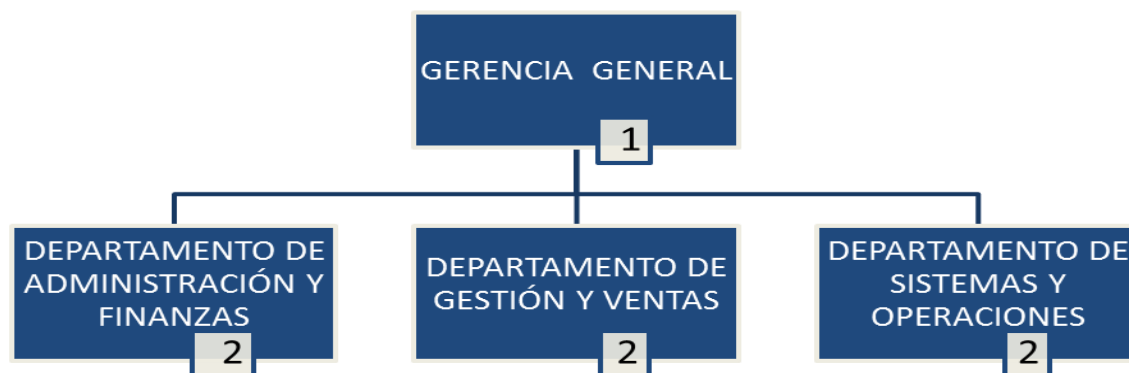 GERENCIA GENERAL
1
DEPARTAMENTO DE
ADMINISTRACIÓN Y
FINANZAS
2
DEPARTAMENTO DE
GESTIÓN Y VENTAS
2
DEPARTAMENTO DE
SISTEMAS Y
OPERACIONES
2